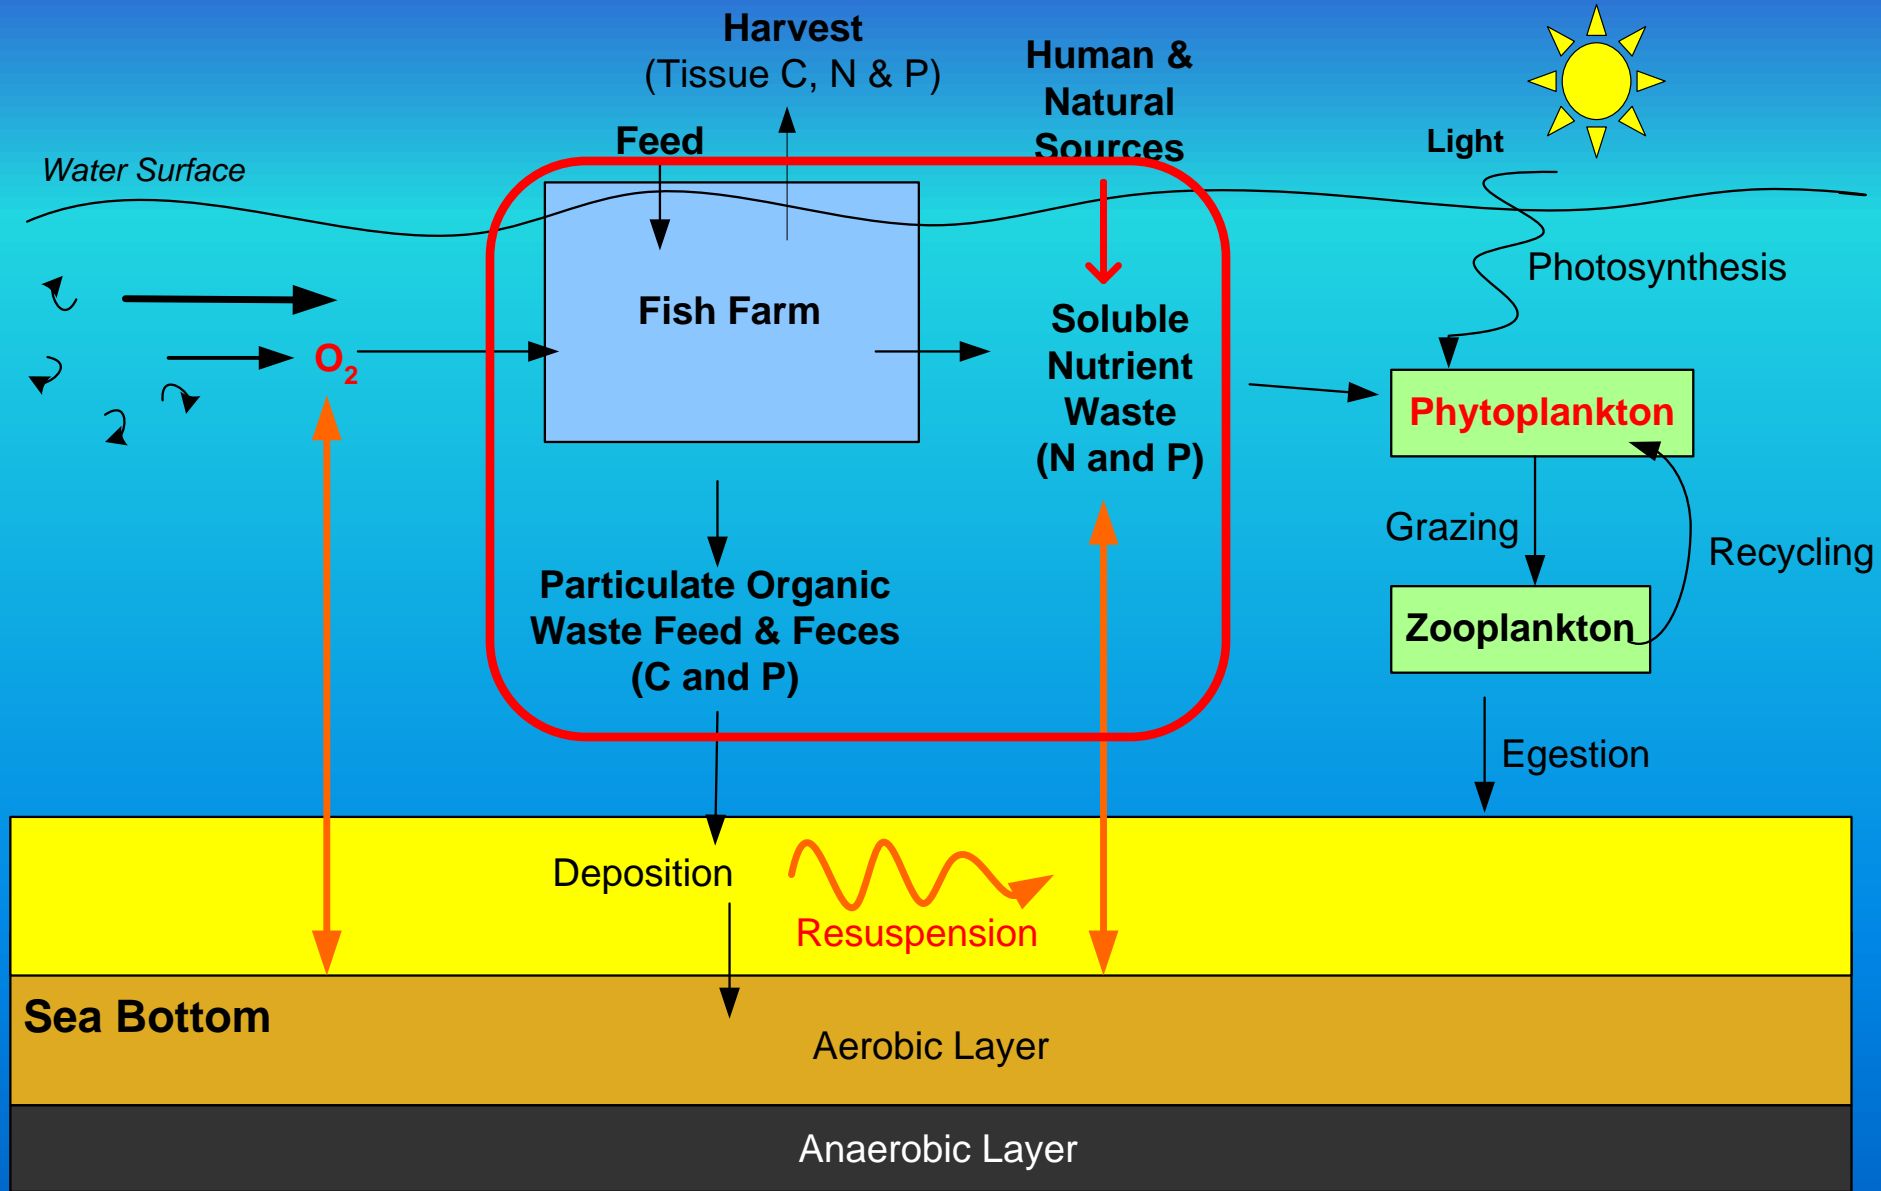 Harvest
(Tissue C, N & P)
Human &
Natural
Sources
Feed
Light
Water Surface
Photosynthesis
Fish Farm
O2
Soluble
Nutrient
Waste
(N and P)
Phytoplankton
Grazing
Recycling
Particulate Organic
Waste Feed & Feces
(C and P)
Zooplankton
Egestion
Deposition
Resuspension
Sea Bottom
Aerobic Layer
Anaerobic Layer